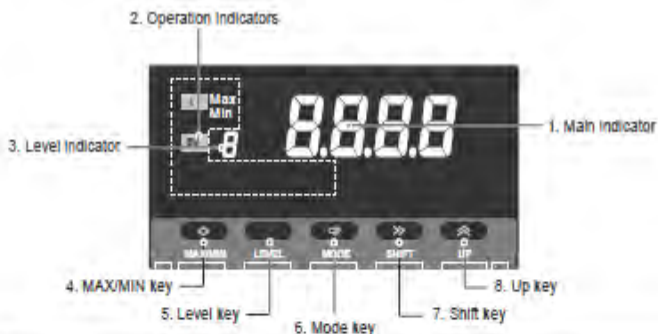 2. Operation Indicators
Max
Min
8.8.8.8
1. Main Indicator
3. Level Indicator
8
MAX/MIN
LEVEL
MODE
SHIFT
UP
4. MAX/MIN key
8. Up key
5. Level key
7. Shift key
6. Mode key